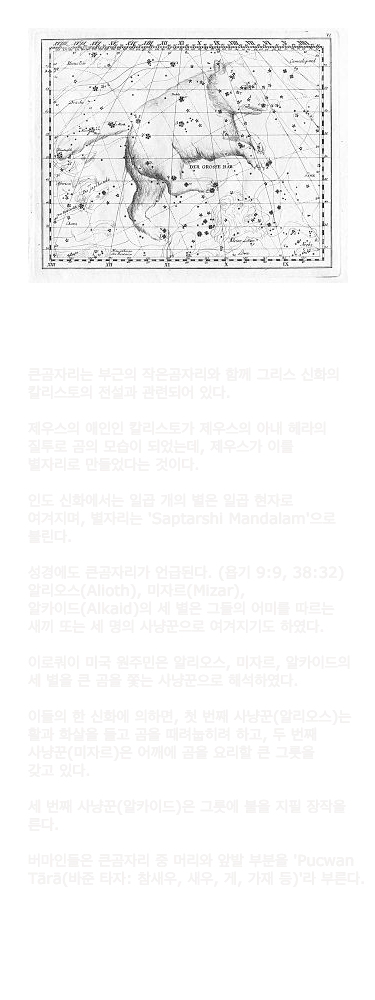 VI
Camelopard.
DER GROSSE BÄR
XIII
XI
X
IX
큰곰자리는 부근의 작은곰자리와 함께 그리스 신화의
칼리스토의 전설과 관련되어 있다.
제우스의 애인인 칼리스토가 제우스의 아내 헤라의
질투로 곰의 모습이 되었는데, 제우스가 이를
별자리로 만들었다는 것이다.
인도 신화에서는 일곱 개의 별은 일곱 현자로
여겨지며, 별자리는 'Saptarshi Mandalam'으로
불린다.
성경에도 큰곰자리가 언급된다. (욥기 9:9, 38:32)
알리오스(Alioth), 미자르(Mizar),
알카이드(Alkaid)의 세 별은 그들의 어미를 따르는
새끼 또는 세 명의 사냥꾼으로 여겨지기도 하였다.
이로쿼이 미국 원주민은 알리오스, 미자르, 알카이드의
세 별을 큰 곰을 쫓는 사냥꾼으로 해석하였다.
이들의 한 신화에 의하면, 첫 번째 사냥꾼(알리오스)는
활과 화살을 들고 곰을 때려눕히려 하고, 두 번째
사냥꾼(미자르)은 어깨에 곰을 요리할 큰 그릇을
갖고 있다.
세 번째 사냥꾼(알카이드)은 그릇에 불을 지필 장작을
든다.
버마인들은 큰곰자리 중 머리와 앞발 부분을 'Pucwan
Tārā(바준 타자: 참새우, 새우, 게, 가재 등)'라 부른다.